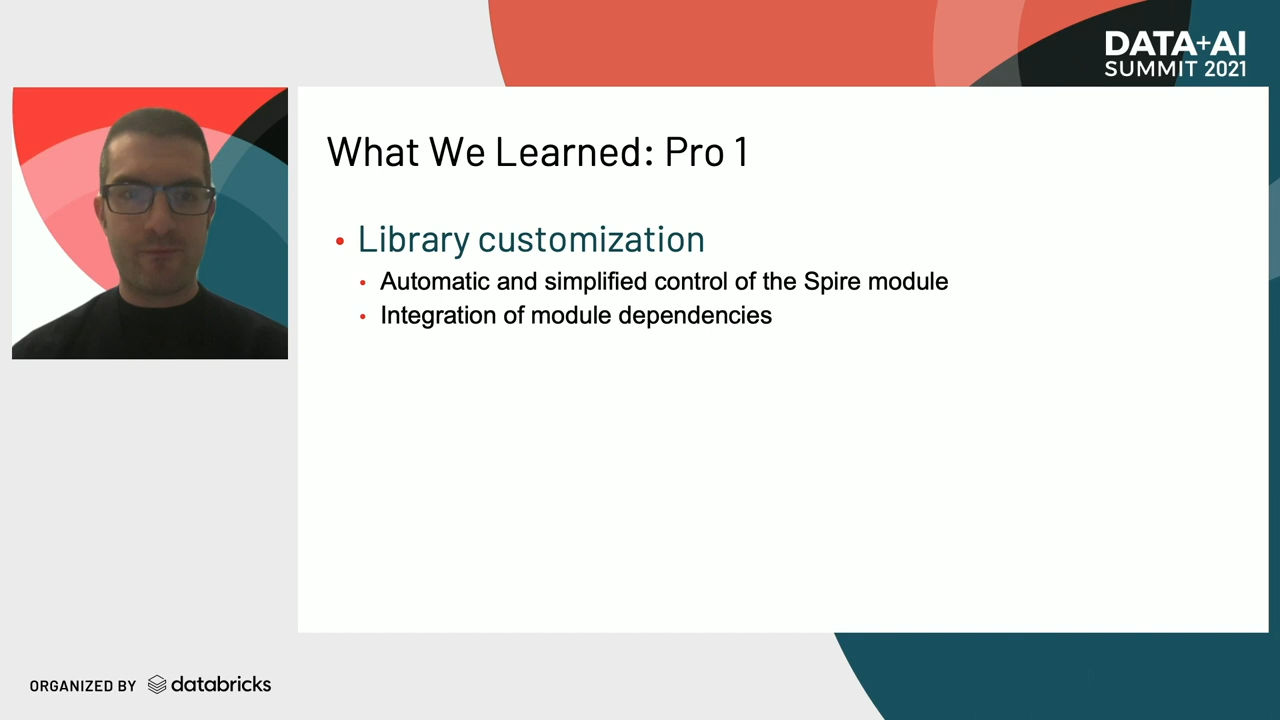 DATA+AI
SUMMIT 2021
What We Learned: Pro 1
• Library customization
• Automatic and simplified control of the Spire module
• Integration of module dependencies
ORGANIZED BY databricks